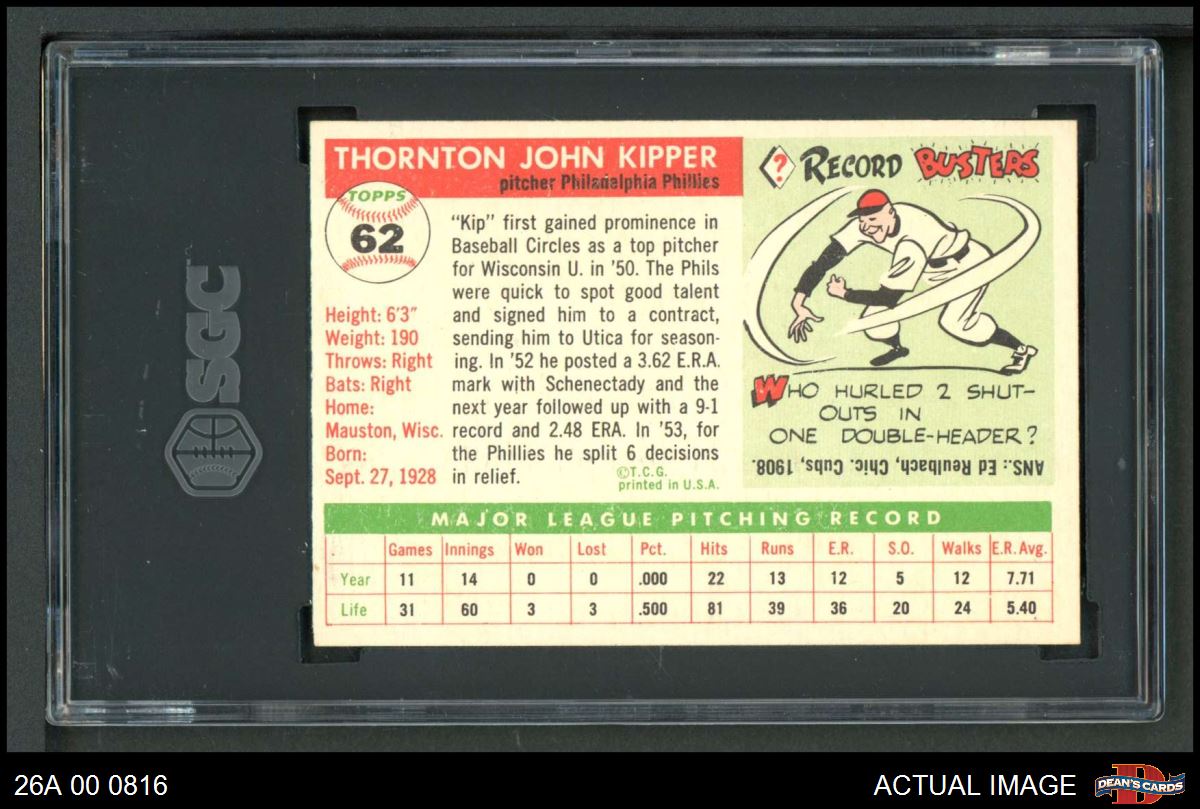 THORNTON JOHN KIPPER
pitcher Philadelphia Phillies
TOPPS
62
"Kip" first gained prominence in
Baseball Circles as a top pitcher
for Wisconsin U. in '50. The Phils
were quick to spot good talent
and signed him to a contract,
sending him to Utica for season-
ing. In '52 he posted a 3.62 E.R.A.
mark with Schenectady and the
next year followed up with a 9-1
record and 2.48 ERA. In '53, for
the Phillies he split 6 decisions
in relief.
©T.C.G.
printed in U.S.A.
Height: 6'3"
Weight: 190
Throws: Right
Bats: Right
Home:
Mauston, Wisc.
Born:
Sept. 27, 1928
? RECORD BUSTERS
WHO HURLED 2 SHUT-
OUTS IN
ONE DOUBLE-HEADER?
ANS.: Ed Reulbach, Chic. Cubs, 1908.
MAJOR LEAGUE PITCHING RECORD
Games Innings Won Lost Pct. Hits Runs E.R. S.O. Walks E.R. Avg.
Year 11 14 0 0 .000 22 13 12 5 12 7.71
Life 31 60 3 3 .500 81 39 36 20 24 5.40
SGC
26A 00 0816
ACTUAL IMAGE
D
DEAN'S CARDS